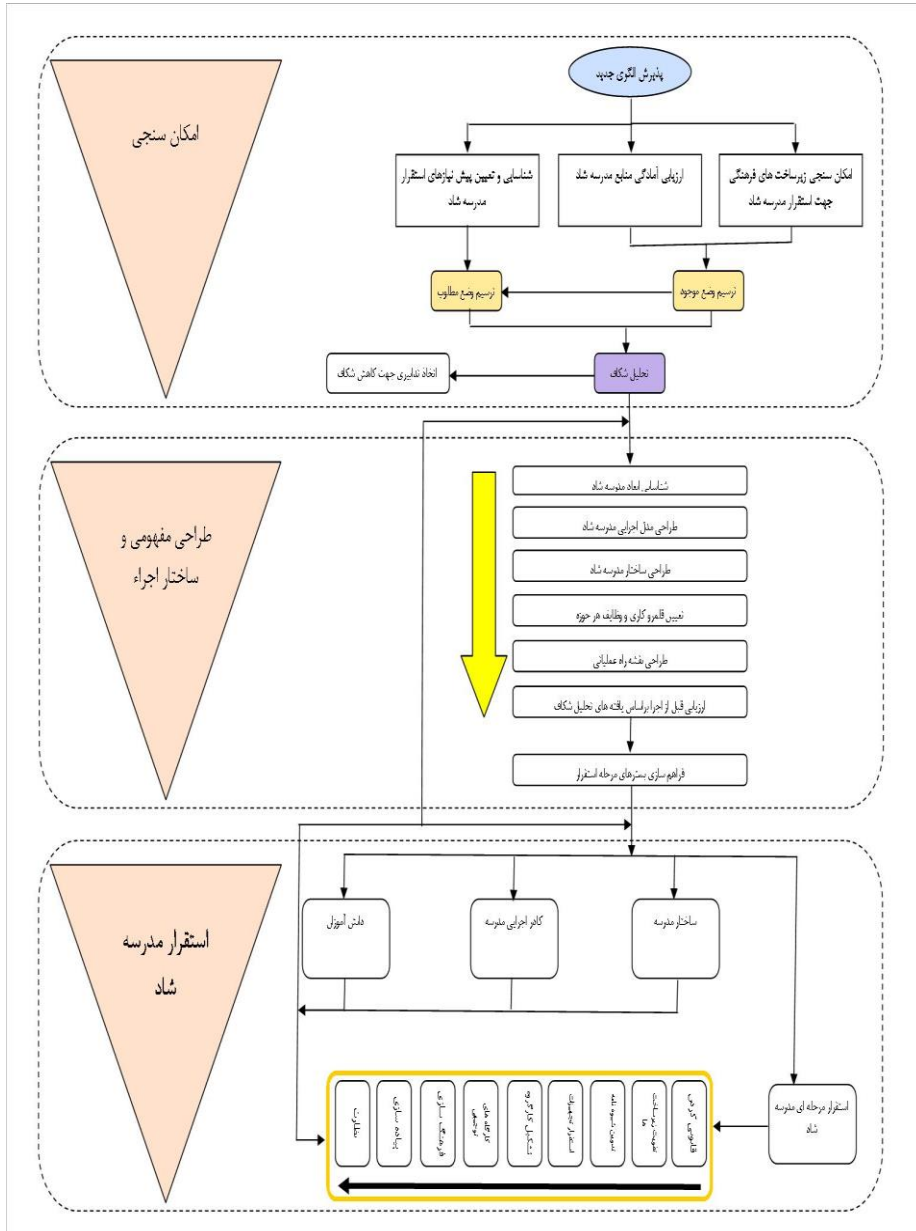 پذیرش الگوی جدید
امکان سنجی
امکان سنجی زیرساخت های فرهنگی
جهت استقرار مدرسه شاد
ارزیابی آمادگی منابع مدرسه شاد
شناسایی و تعیین پیش نیازهای استقرار
مدرسه شاد
ترسیم وضع موجود
ترسیم وضع مطلوب
تحلیل شکاف
اتخاذ تدابیری جهت کاهش شکاف
طراحی مفهومی و
ساختار اجراء
شناسایی ابعاد مدرسه شاد
طراحی مدل اجرایی مدرسه شاد
طراحی ساختار مدرسه شاد
تعیین قلمرو کاری و وظایف هر حوزه
طراحی نقشه راه عملیاتی
ارزیابی قبل از اجرا براساس یافته های تحلیل شکاف
فراهم سازی بسترهای مرحله استقرار
استقرار مدرسه
شاد
ساختار مدرسه
کادر اجرایی مدرسه
دانش آموزان
استقرار مرحله ای مدرسه
شاد
قانونی کردن
تقویت زیرساخت
ها
تدوین شیوه نامه
استقرار تجهیزات
تشکیل کارگروه
کارگاه های
توجیهی
فرهنگ سازی
پیاده سازی
نظارت